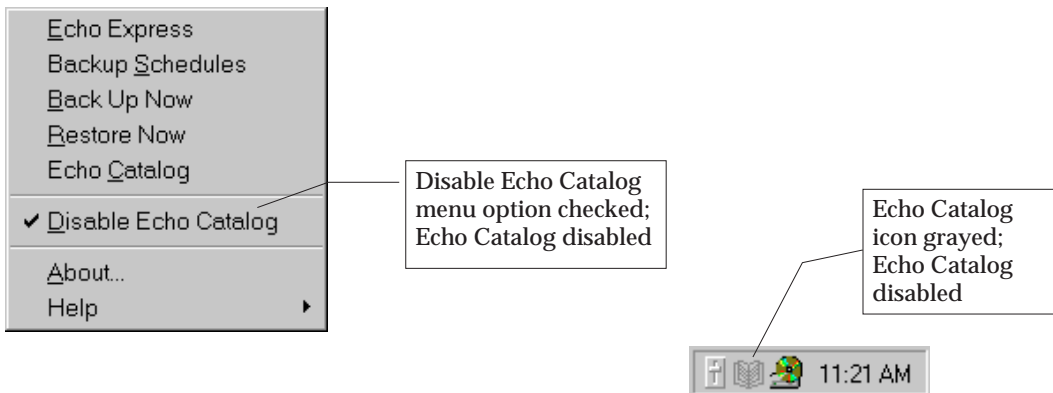 Echo Express
Backup Schedules
Back Up Now
Restore Now
Echo Catalog
Disable Echo Catalog
About...
Help
Disable Echo Catalog
menu option checked;
Echo Catalog disabled
Echo Catalog
icon grayed;
Echo Catalog
disabled
11:21 AM